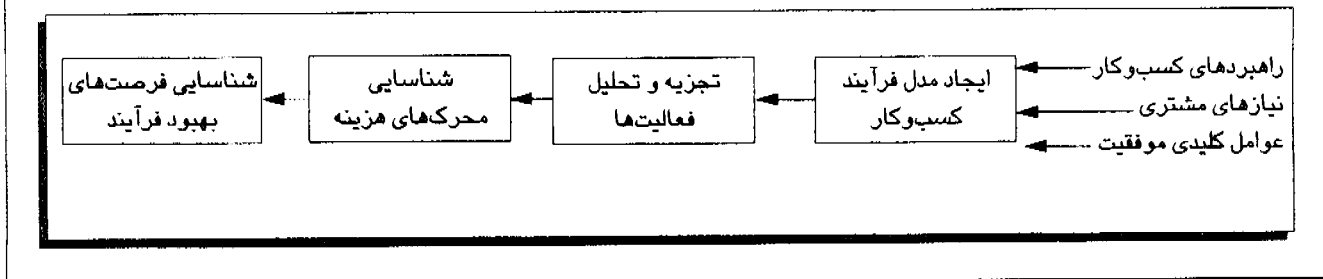 راهبردهای کسب‌وکار
نیازهای مشتری
عوامل کلیدی موفقیت
ایجاد مدل فرآیند
کسب‌وکار
تجزیه و تحلیل
فعالیت‌ها
شناسایی
محرک‌های هزینه
شناسایی فرصت‌های
بهبود فرآیند